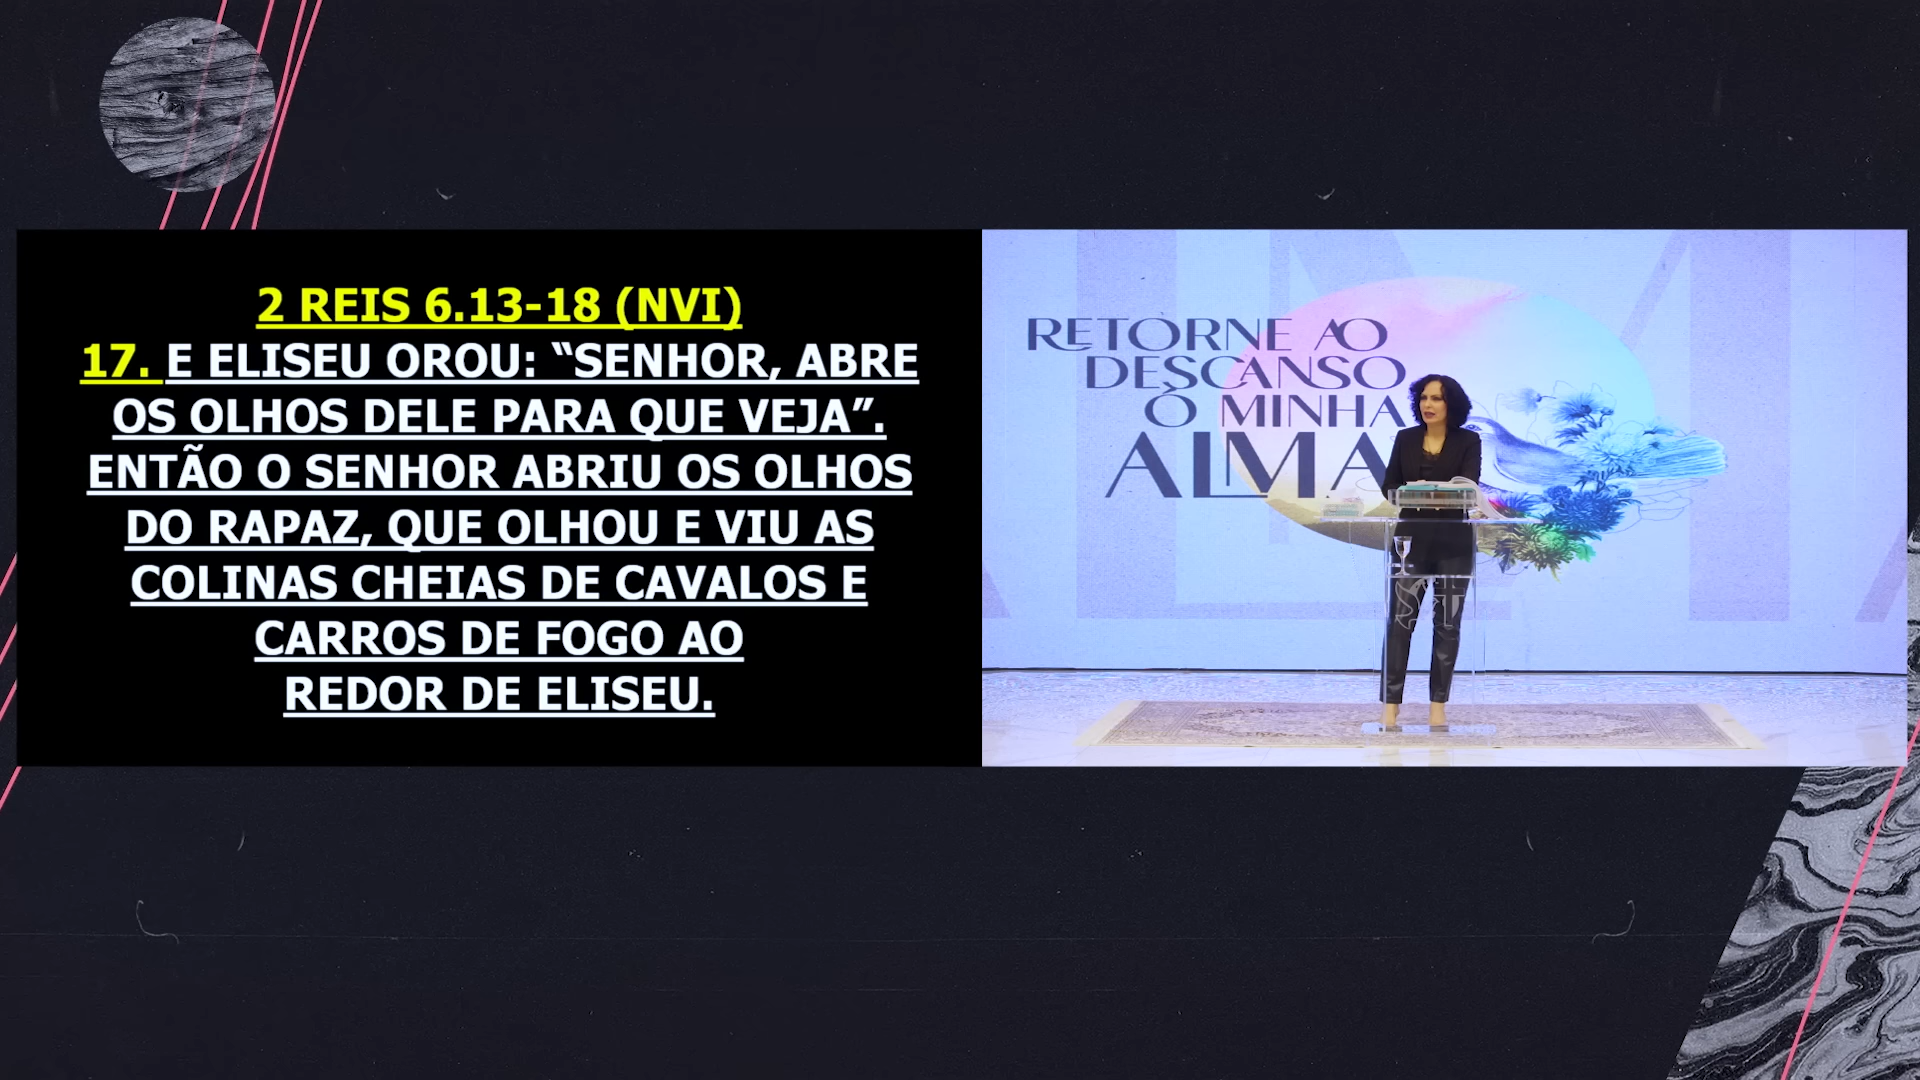 2 REIS 6.13-18 (NVI)
17. E ELISEU OROU: “SENHOR, ABRE
OS OLHOS DELE PARA QUE VEJA”.
ENTÃO O SENHOR ABRIU OS OLHOS
DO RAPAZ, QUE OLHOU E VIU AS
COLINAS CHEIAS DE CAVALOS E
CARROS DE FOGO AO
REDOR DE ELISEU.
RETORNE AO
DESCANSO
Ó MINHA
ALMA